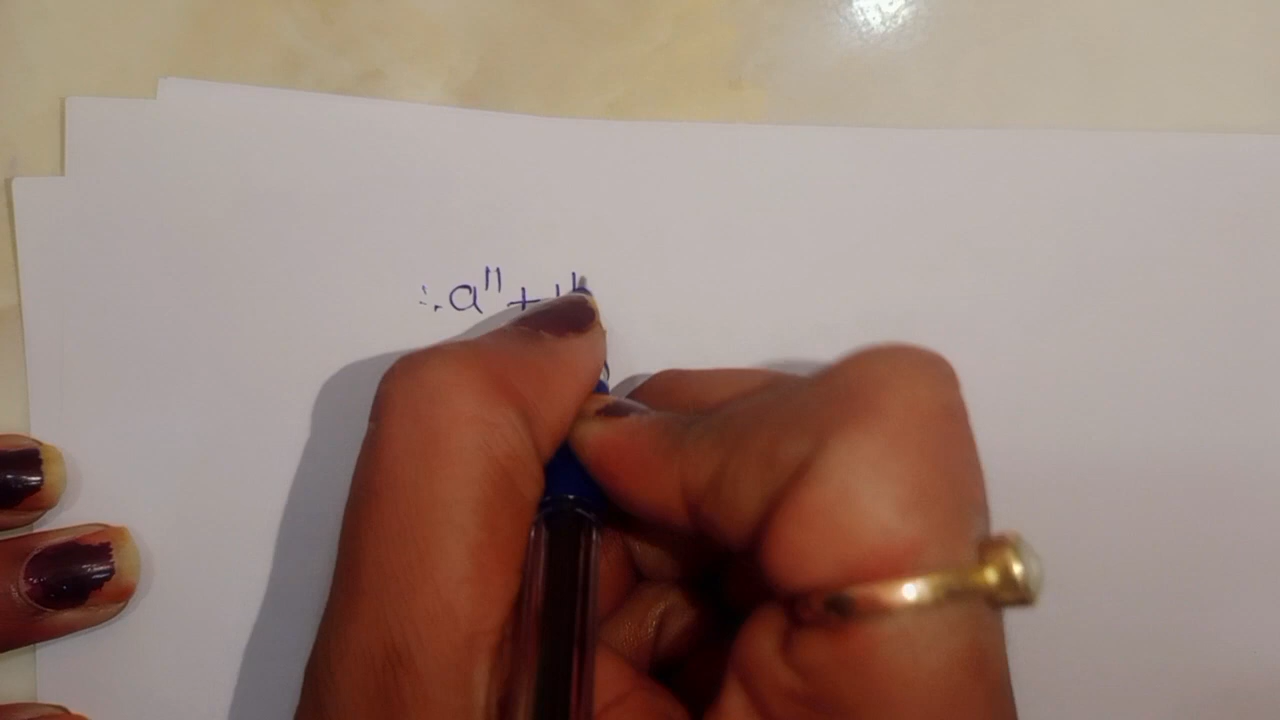 ∴ a¹¹ +